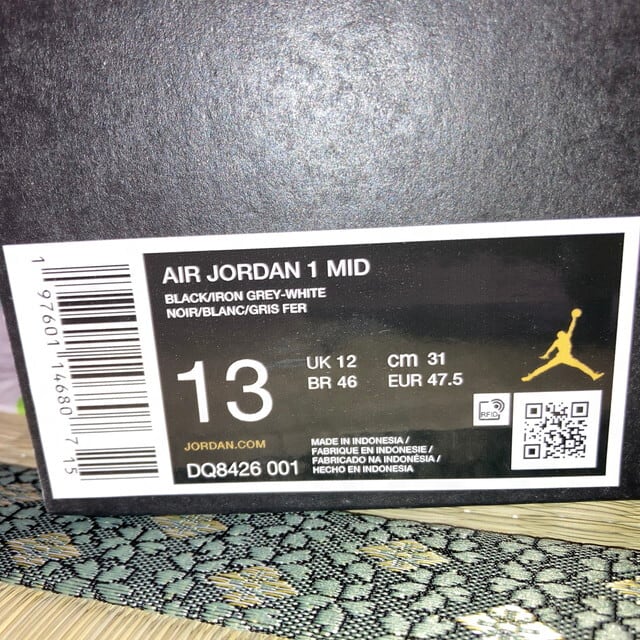 AIR JORDAN 1 MID
BLACK/IRON GREY-WHITE
NOIR/BLANC/GRIS FER
13
UK 12 cm 31
BR 46 EUR 47.5
RFID
JORDAN.COM
DQ8426 001
MADE IN INDONESIA /
FABRIQUE EN INDONESIE /
FABRICADO NA INDONÉSIA /
HECHO EN INDONESIA
1 97601 14680 7 15